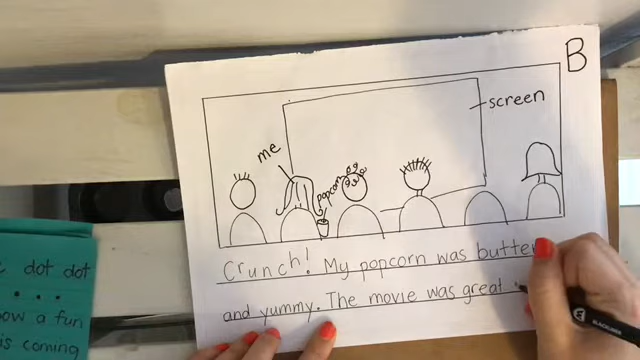 B
screen
me
popcorn
Crunch! My popcorn was
and yummy. The movie was great
dot dot
ow a fun
is coming